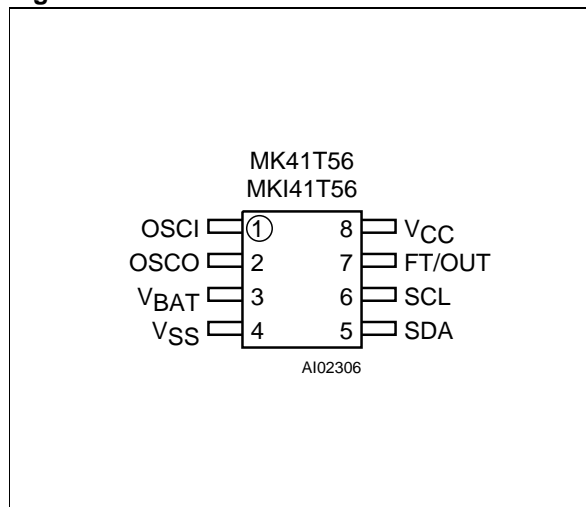 MK41T56
MKI41T56
OSCI 1 8 VCC
OSCO 2 7 FT/OUT
VBAT 3 6 SCL
VSS 4 5 SDA
AI02306